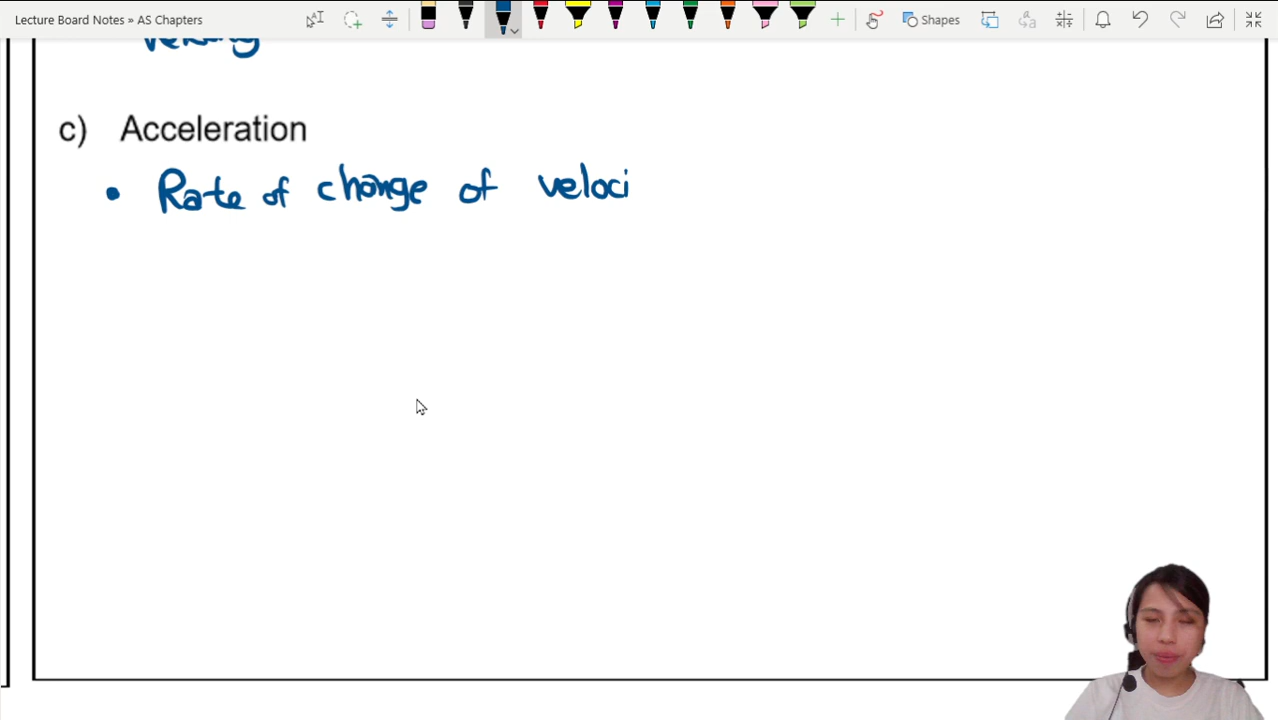 Lecture Board Notes » AS Chapters
Shapes
c) Acceleration
• Rate of change of veloci